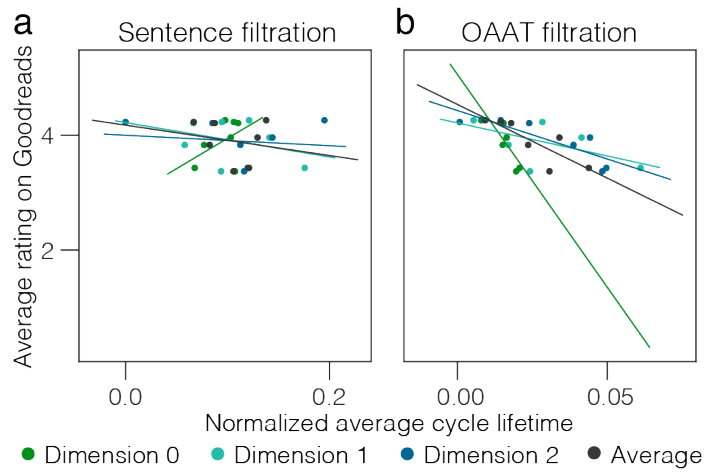 a
b
Sentence filtration
OAAT filtration
Average rating on Goodreads
4
2
0.0
0.2
0.00
0.05
Normalized average cycle lifetime
Dimension 0
Dimension 1
Dimension 2
Average